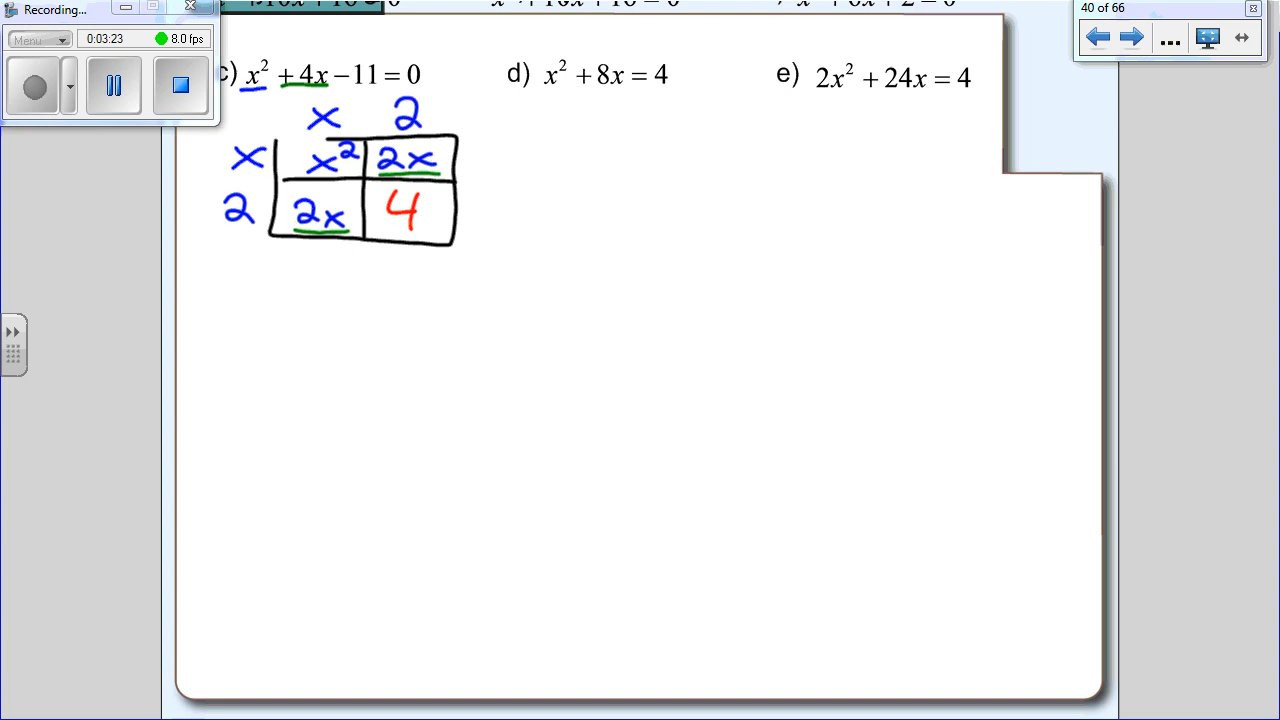 Recording...
40 of 66
Menu
0:03:23
8.0 fps
c) x² + 4x − 11 = 0
d) x² + 8x = 4
e) 2x² + 24x = 4
x 2
x x² 2x
2 2x 4